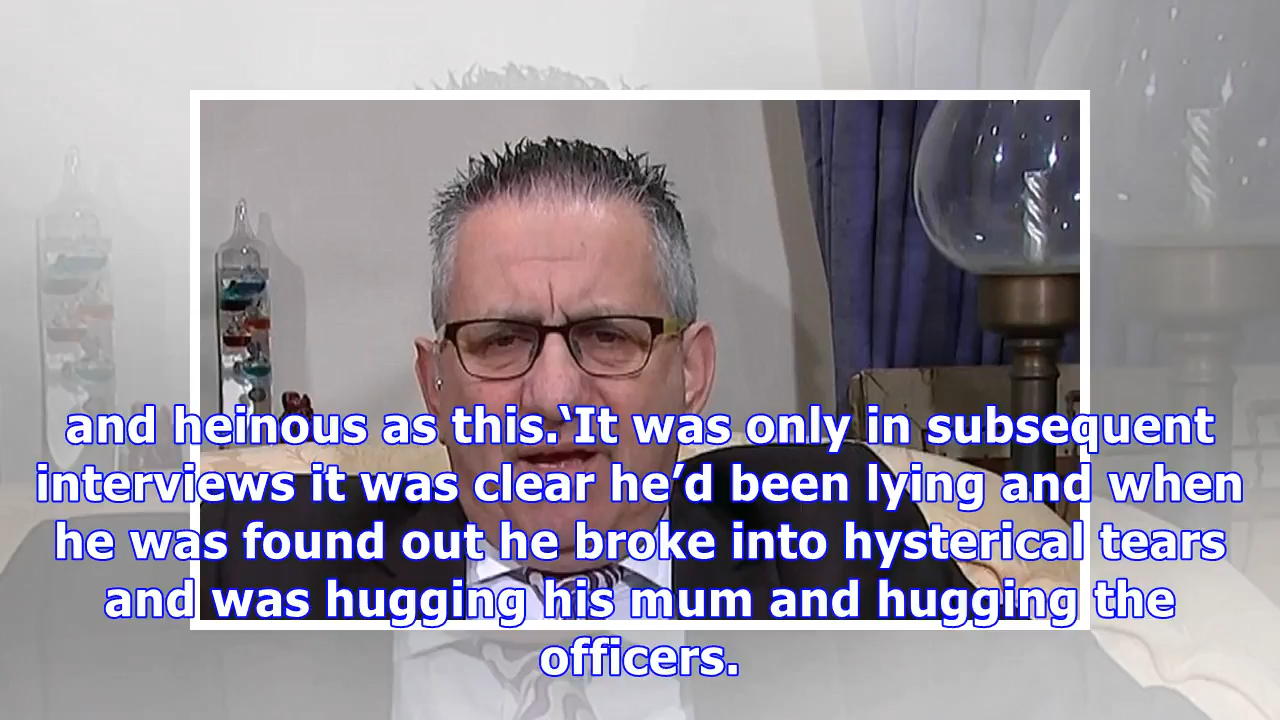 and heinous as this.‘It was only in subsequent
interviews it was clear he’d been lying and when
he was found out he broke into hysterical tears
and was hugging his mum and hugging the
officers.